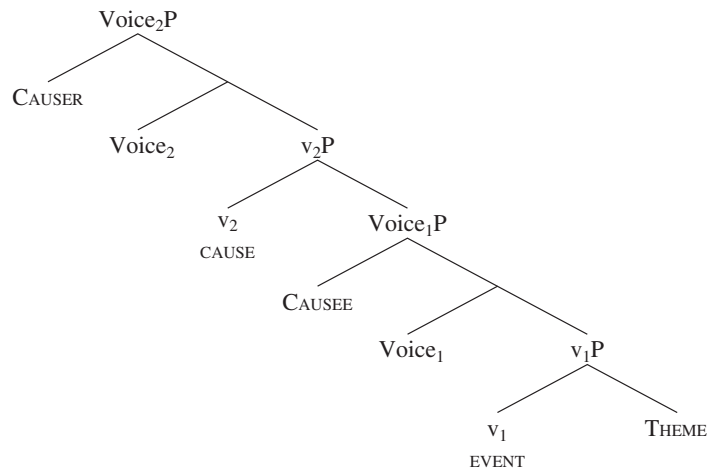 Voice₂P
CAUSER
Voice₂ v₂P
v₂ Voice₁P
CAUSE
CAUSEE
Voice₁ v₁P
v₁ THEME
EVENT